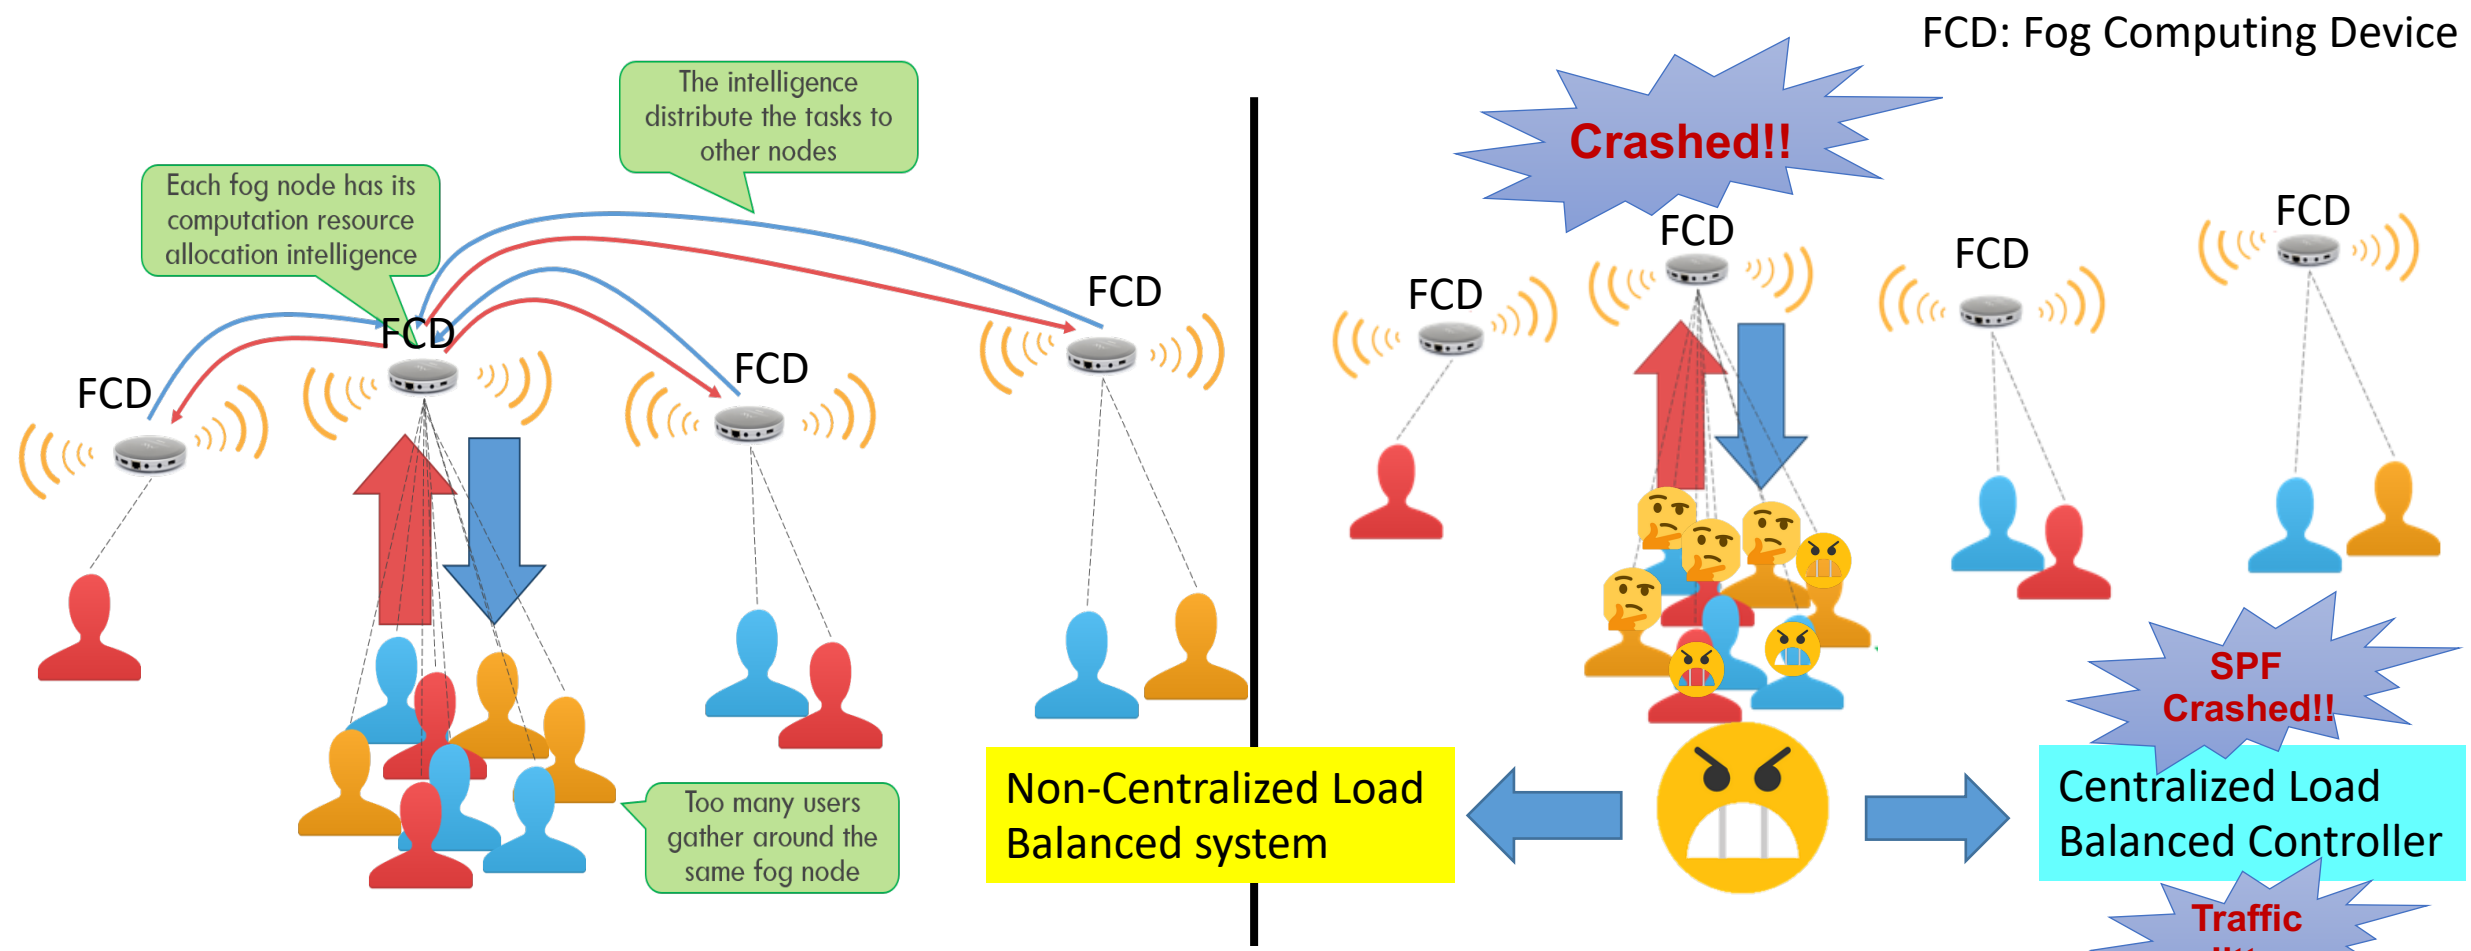 FCD: Fog Computing Device
The intelligence
distribute the tasks to
other nodes
Each fog node has its
computation resource
allocation intelligence
FCD
FCD
FCD
FCD
Too many users
gather around the
same fog node
Crashed!!
FCD
FCD
FCD
FCD
Non-Centralized Load
Balanced system
SPF
Crashed!!
Centralized Load
Balanced Controller
Traffic